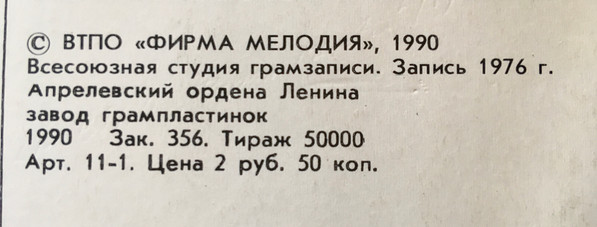 © ВТПО «ФИРМА МЕЛОДИЯ», 1990
Всесоюзная студия грамзаписи. Запись 1976 г.
Апрелевский ордена Ленина
завод грампластинок
1990 Зак. 356. Тираж 50000
Арт. 11-1. Цена 2 руб. 50 коп.